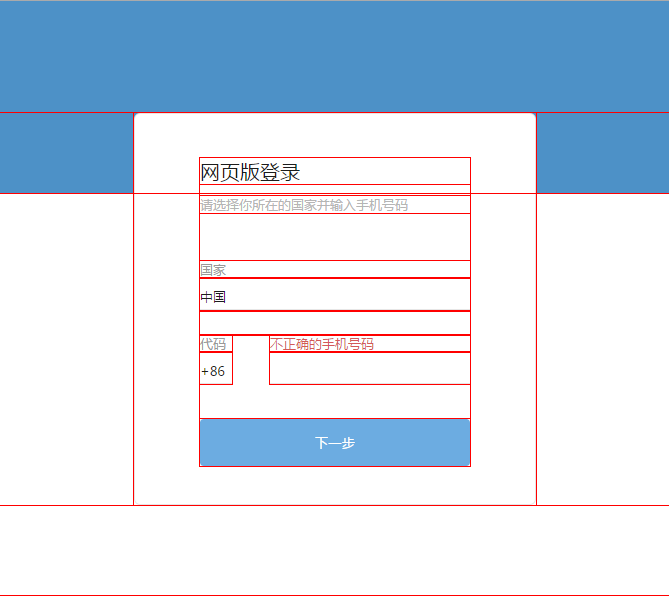 网页版登录
请选择你所在的国家并输入手机号码
国家
中国
代码 不正确的手机号码
+86
下一步